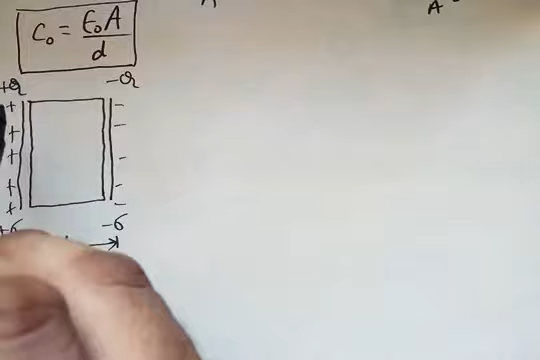 A
A
C₀ = ε₀A / d
+Q -Q
+ -
+ -
+ -
+ -
+ -
+σ -σ